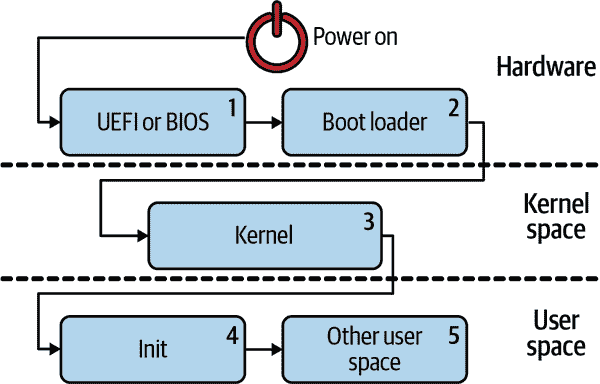 Power on
Hardware
UEFI or BIOS
1
Boot loader
2
Kernel
3
Kernel
space
Init
4
Other user
space
5
User
space